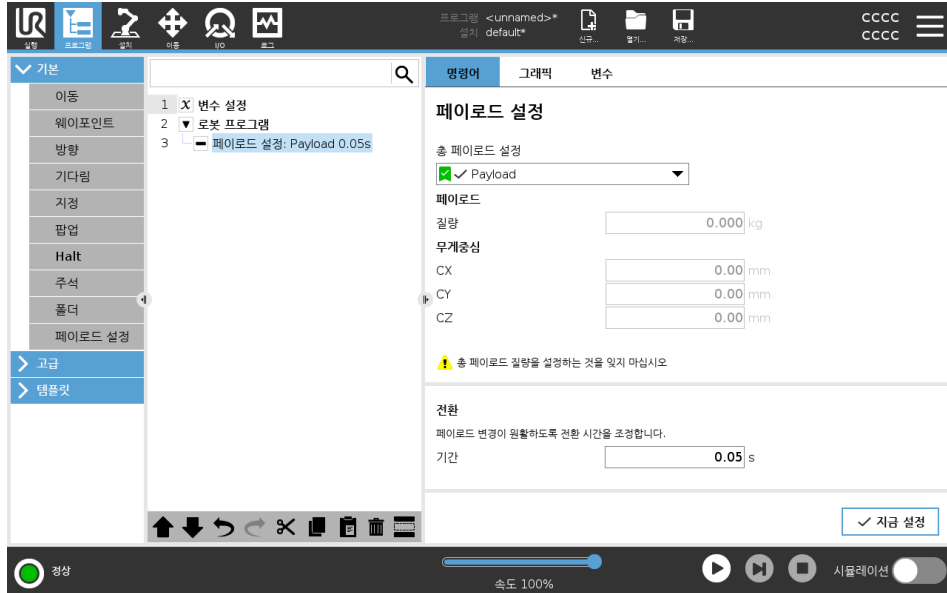 프로그램 <unnamed>*
설치 default*
CCCC
CCCC
실행
프로그램
설치
이동
I/O
로그
신규...
열기...
저장...
기본
이동
웨이포인트
방향
기다림
지정
팝업
Halt
주석
폴더
페이로드 설정
고급
템플릿
1 X 변수 설정
2 로봇 프로그램
3 페이로드 설정: Payload 0.05s
명령어 그래픽 변수
페이로드 설정
총 페이로드 설정
Payload
페이로드
질량 0.000 kg
무게중심
CX 0.00 mm
CY 0.00 mm
CZ 0.00 mm
총 페이로드 질량을 설정하는 것을 잊지 마십시오
전환
페이로드 변경이 원활하도록 전환 시간을 조정합니다.
기간 0.05 s
지금 설정
정상
속도 100%
시뮬레이션